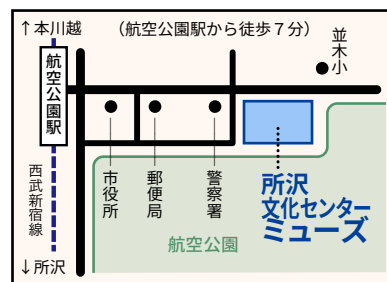 ↑本川越
（航空公園駅から徒歩７分）
並木小
航空公園駅
西武新宿線
市役所
郵便局
警察署
所沢
文化センター
ミューズ
航空公園
↓所沢